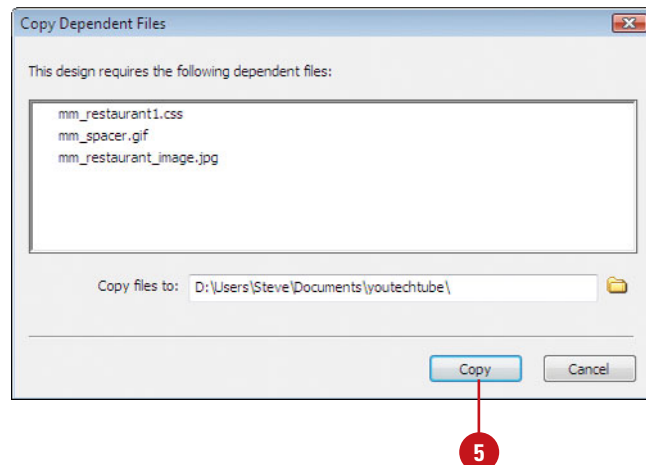 Copy Dependent Files
This design requires the following dependent files:
mm_restaurant1.css
mm_spacer.gif
mm_restaurant_image.jpg
Copy files to: D:\Users\Steve\Documents\youtechtube\
Copy Cancel
5